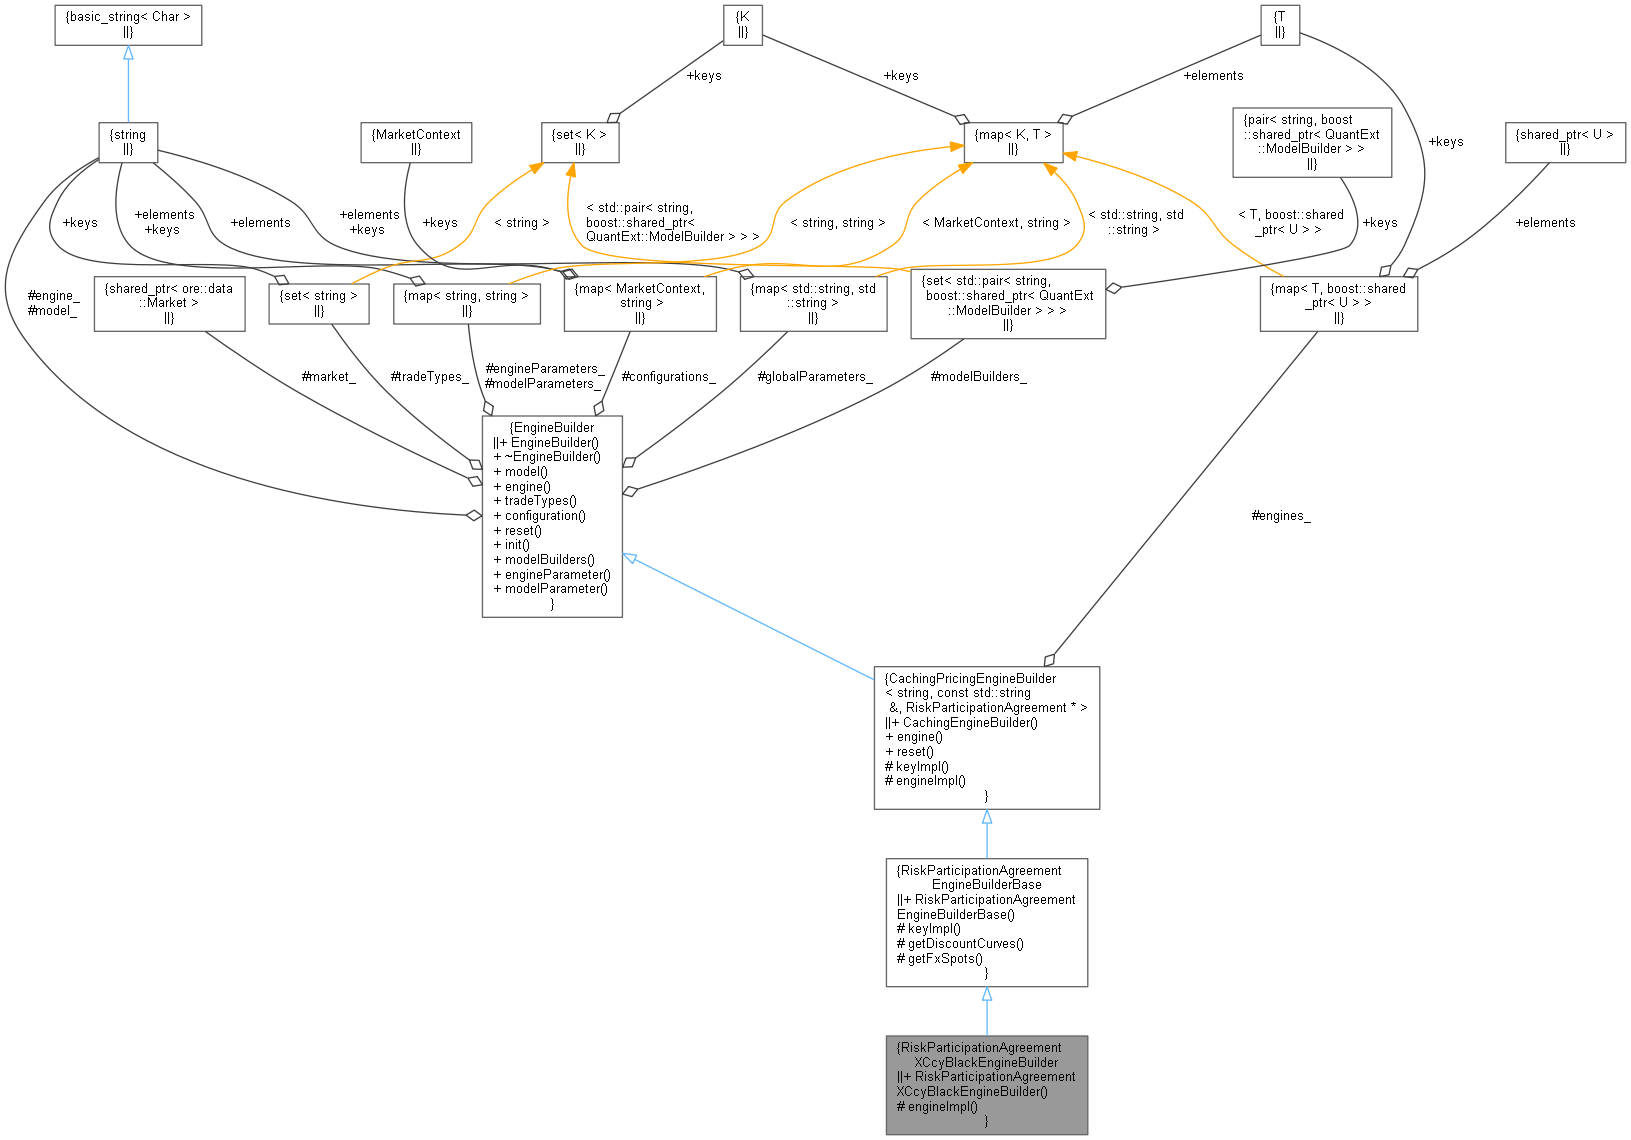 {basic_string< Char >
||}
{K
||}
{T
||}
+keys
+keys
+elements
{string
||}
{MarketContext
||}
{set< K >
||}
{map< K, T >
||}
{pair< string, boost
::shared_ptr< QuantExt
::ModelBuilder > >
||}
+keys
{shared_ptr< U >
||}
+keys
+elements
+keys
+elements
+elements
+keys
+keys
< string >
< std::pair< string,
boost::shared_ptr<
QuantExt::ModelBuilder > > >
< string, string >
< MarketContext, string >
< std::string, std
::string >
< T, boost::shared
_ptr< U > >
+keys
+elements
#engine_
#model_
{shared_ptr< ore::data
::Market >
||}
{set< string >
||}
{map< string, string >
||}
{map< MarketContext,
string >
||}
{map< std::string, std
::string >
||}
{set< std::pair< string,
boost::shared_ptr< QuantExt
::ModelBuilder > > >
||}
{map< T, boost::shared
_ptr< U > >
||}
#market_
#tradeTypes_
#engineParameters_
#modelParameters_
#configurations_
#globalParameters_
#modelBuilders_
{EngineBuilder
||+ EngineBuilder()
+ ~EngineBuilder()
+ model()
+ engine()
+ tradeTypes()
+ configuration()
+ reset()
+ init()
+ modelBuilders()
+ engineParameter()
+ modelParameter()
}
#engines_
{CachingPricingEngineBuilder
< string, const std::string
&, RiskParticipationAgreement * >
||+ CachingEngineBuilder()
+ engine()
+ reset()
# keyImpl()
# engineImpl()
}
{RiskParticipationAgreement
EngineBuilderBase
||+ RiskParticipationAgreement
EngineBuilderBase()
# keyImpl()
# getDiscountCurves()
# getFxSpots()
}
{RiskParticipationAgreement
XCcyBlackEngineBuilder
||+ RiskParticipationAgreement
XCcyBlackEngineBuilder()
# engineImpl()
}